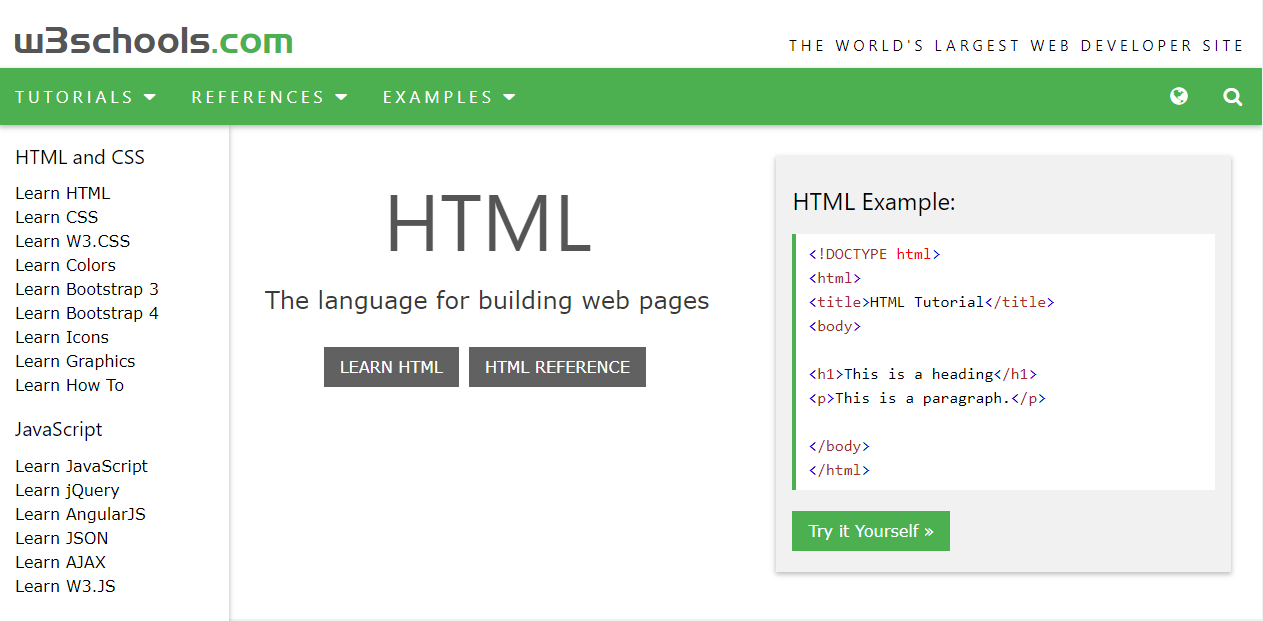 w3schools.com
THE WORLD'S LARGEST WEB DEVELOPER SITE
TUTORIALS REFERENCES EXAMPLES
HTML and CSS
Learn HTML
Learn CSS
Learn W3.CSS
Learn Colors
Learn Bootstrap 3
Learn Bootstrap 4
Learn Icons
Learn Graphics
Learn How To
JavaScript
Learn JavaScript
Learn jQuery
Learn AngularJS
Learn JSON
Learn AJAX
Learn W3.JS
HTML
The language for building web pages
LEARN HTML HTML REFERENCE
HTML Example:
<!DOCTYPE html>
<html>
<title>HTML Tutorial</title>
<body>
<h1>This is a heading</h1>
<p>This is a paragraph.</p>
</body>
</html>
Try it Yourself »